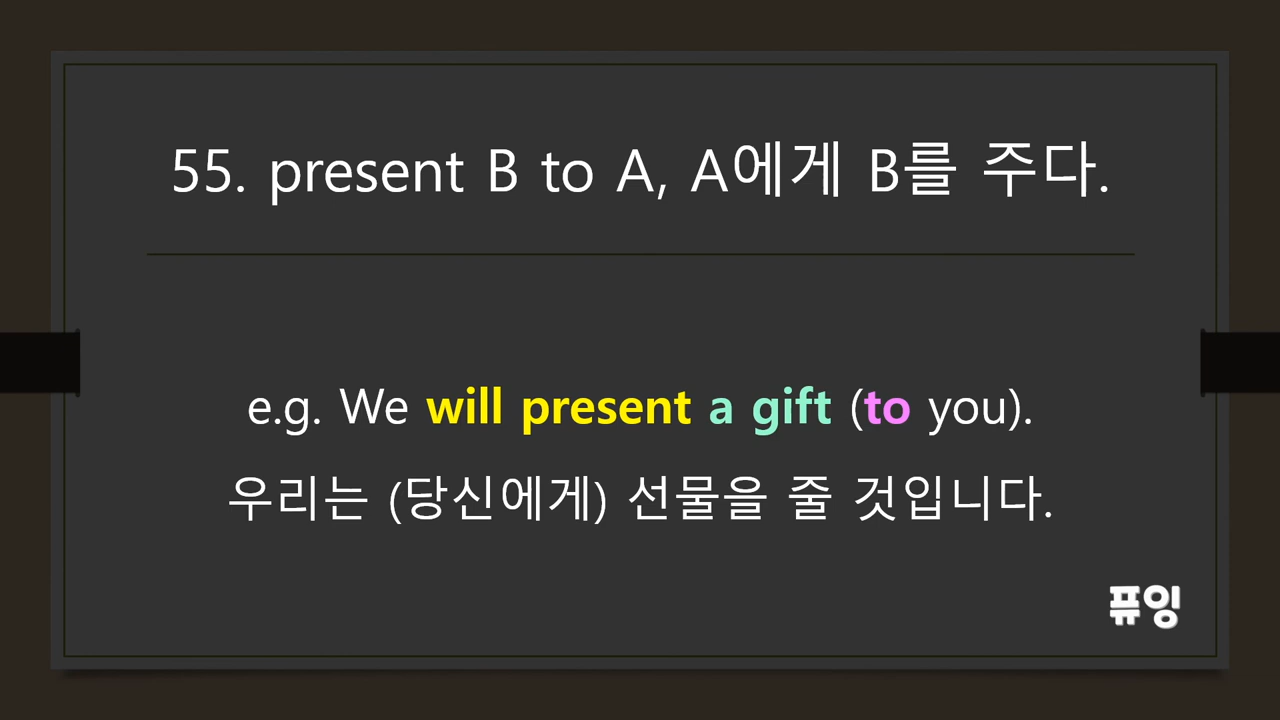 55. present B to A, A에게 B를 주다.
e.g. We will present a gift (to you).
우리는 (당신에게) 선물을 줄 것입니다.
퓨잉